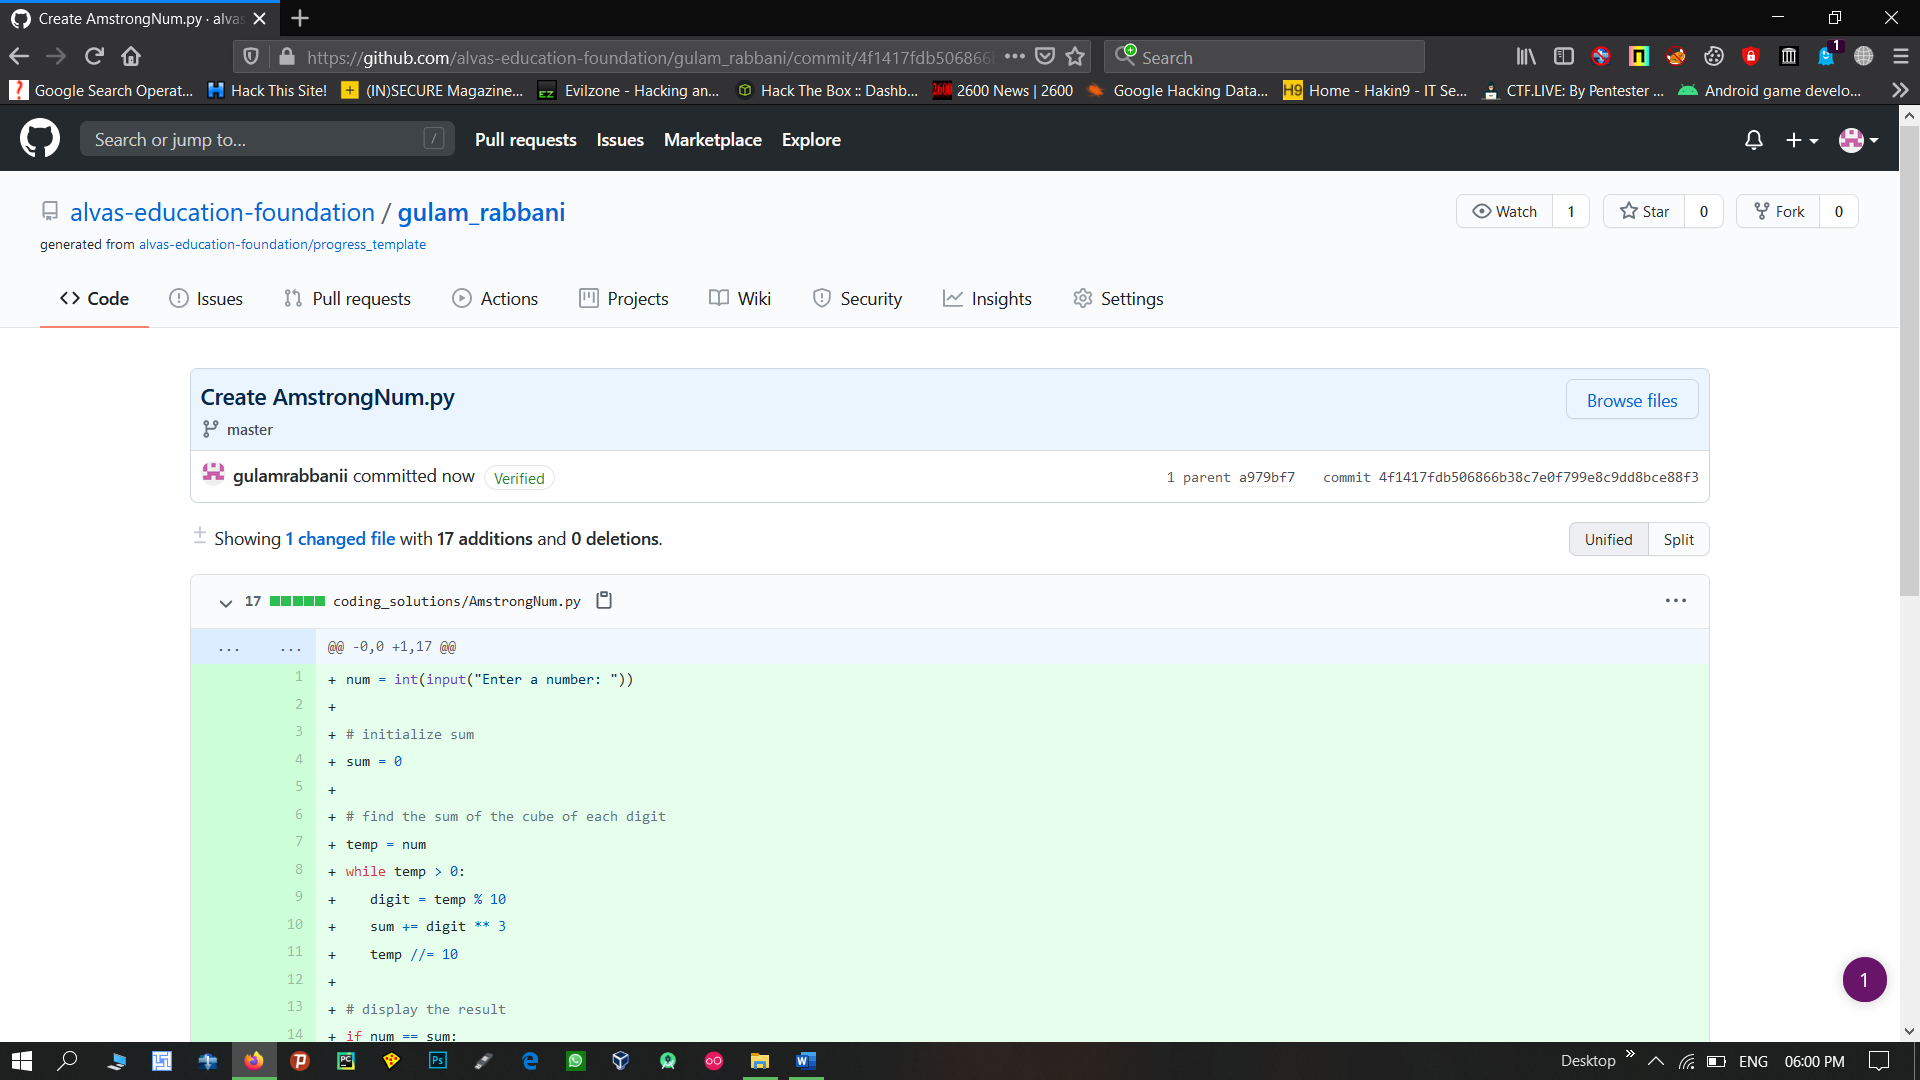 Create AmstrongNum.py · alvas
https://github.com/alvas-education-foundation/gulam_rabbani/commit/4f1417fdb506866
Search
1
Google Search Operat...
Hack This Site!
(IN)SECURE Magazine...
Evilzone - Hacking an...
Hack The Box :: Dashb...
2600 News | 2600
Google Hacking Data...
Home - Hakin9 - IT Se...
CTF.LIVE: By Pentester ...
Android game develo...
Search or jump to...
/
Pull requests
Issues
Marketplace
Explore
alvas-education-foundation / gulam_rabbani
generated from alvas-education-foundation/progress_template
Watch 1
Star 0
Fork 0
Code
Issues
Pull requests
Actions
Projects
Wiki
Security
Insights
Settings
Create AmstrongNum.py
Browse files
master
gulamrabbanii committed now Verified
1 parent a979bf7 commit 4f1417fdb506866b38c7e0f799e8c9dd8bce88f3
Showing 1 changed file with 17 additions and 0 deletions.
Unified Split
17 coding_solutions/AmstrongNum.py
... ... @@ -0,0 +1,17 @@
1 + num = int(input("Enter a number: "))
2 +
3 + # initialize sum
4 + sum = 0
5 +
6 + # find the sum of the cube of each digit
7 + temp = num
8 + while temp > 0:
9 + digit = temp % 10
10 + sum += digit ** 3
11 + temp //= 10
12 +
13 + # display the result
14 + if num == sum:
1
Desktop
ENG
06:00 PM